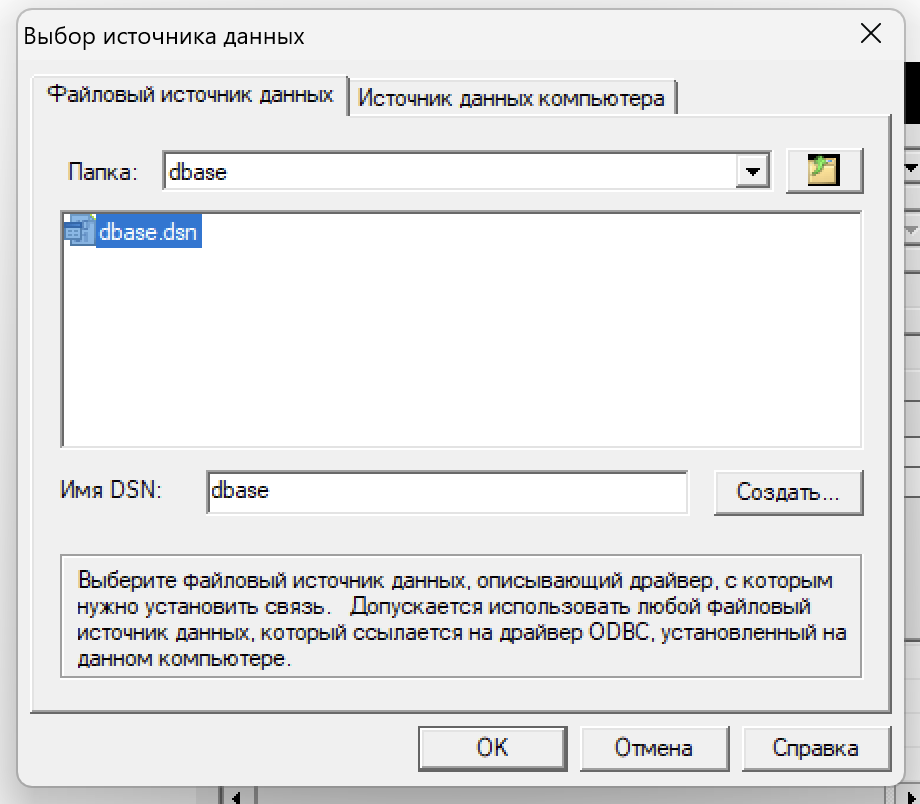 Выбор источника данных
Файловый источник данных
Источник данных компьютера
Папка:
dbase
dbase.dsn
Имя DSN:
dbase
Создать...
Выберите файловый источник данных, описывающий драйвер, с которым
нужно установить связь.   Допускается использовать любой файловый
источник данных, который ссылается на драйвер ODBC, установленный на
данном компьютере.
ОК
Отмена
Справка